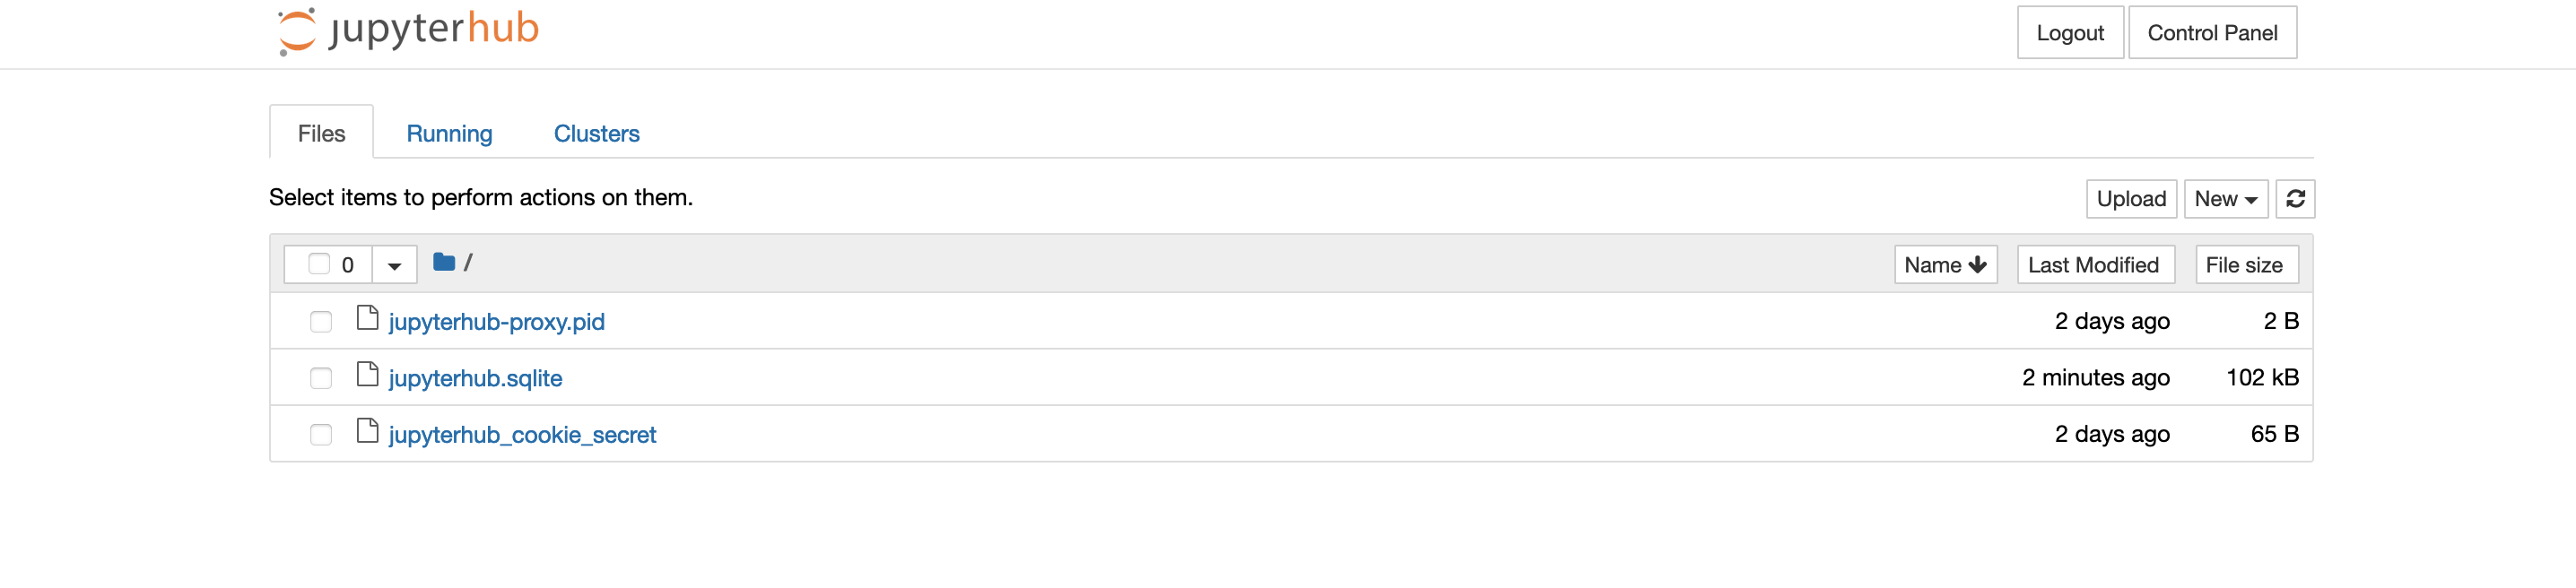 jupyterhub
Logout Control Panel
Files Running Clusters
Select items to perform actions on them.
Upload New
0 /
Name Last Modified File size
jupyterhub-proxy.pid 2 days ago 2 B
jupyterhub.sqlite 2 minutes ago 102 kB
jupyterhub_cookie_secret 2 days ago 65 B